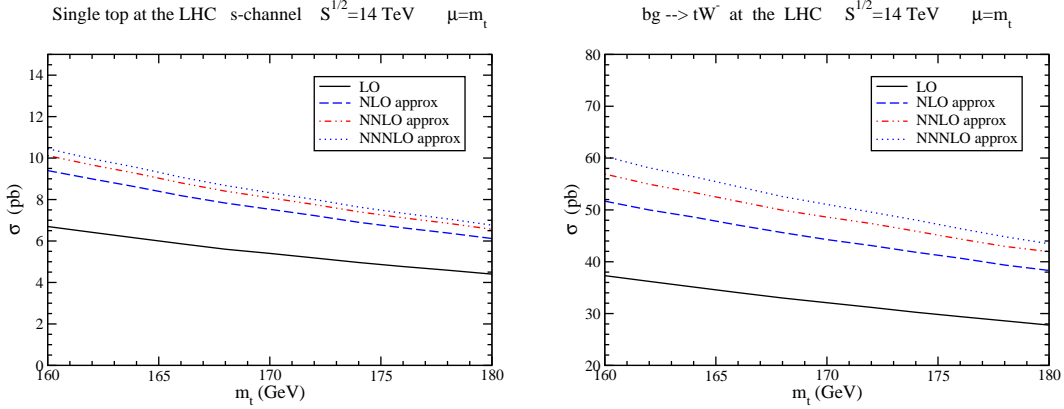 Single top at the LHC s-channel S^1/2=14 TeV μ=m_t
14
12
10
8
6
4
2
0
σ (pb)
LO
NLO approx
NNLO approx
NNNLO approx
160 165 170 175 180
m_t (GeV)
bg --> tW^- at the LHC S^1/2=14 TeV μ=m_t
80
70
60
50
40
30
20
σ (pb)
LO
NLO approx
NNLO approx
NNNLO approx
160 165 170 175 180
m_t (GeV)